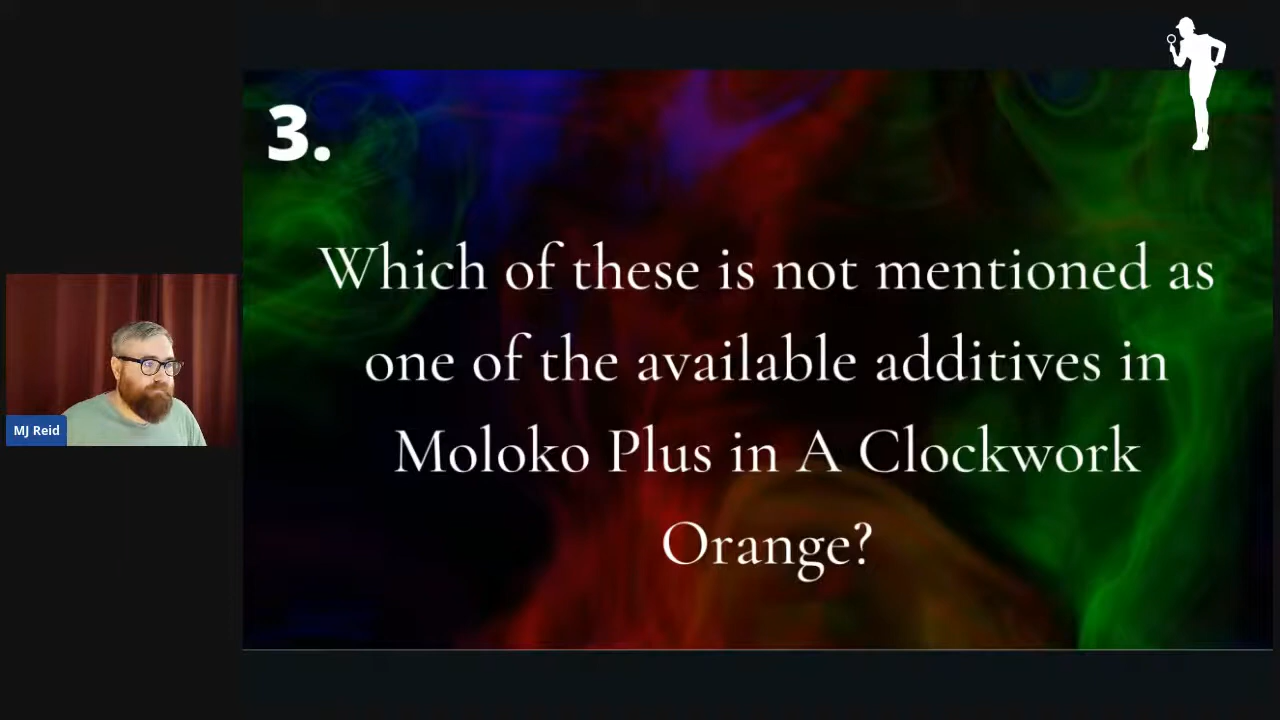 3.
Which of these is not mentioned as
one of the available additives in
Moloko Plus in A Clockwork
Orange?
MJ Reid